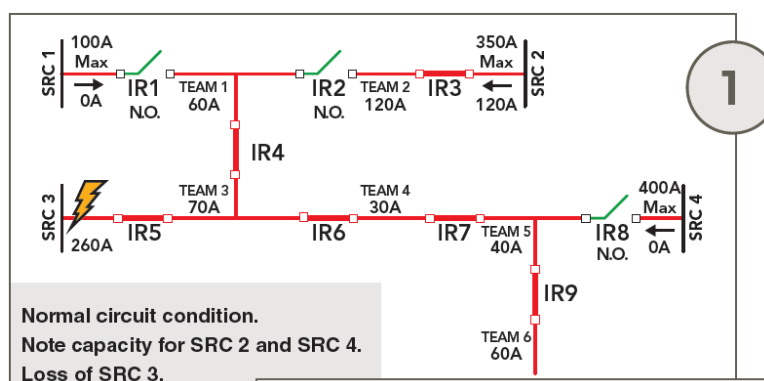 SRC 1
100A
Max
0A
IR1
N.O.
TEAM 1
60A
IR2
N.O.
TEAM 2
120A
IR3
350A
Max
120A
SRC 2
1
IR4
SRC 3
260A
IR5
TEAM 3
70A
IR6
TEAM 4
30A
IR7
TEAM 5
40A
IR8
N.O.
400A
Max
0A
SRC 4
IR9
TEAM 6
60A
Normal circuit condition.
Note capacity for SRC 2 and SRC 4.
Loss of SRC 3.